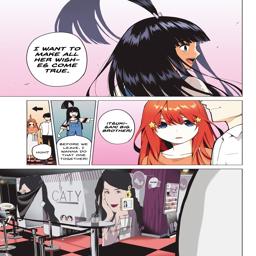 I WANT TO
MAKE ALL
HER WISH-
ES COME
TRUE.
ITSUKI-
SAN! BIG
BROTHER!
HUH?
BEFORE WE
LEAVE, I
WANNA DO
THAT ONE
TOGETHER!
CATY